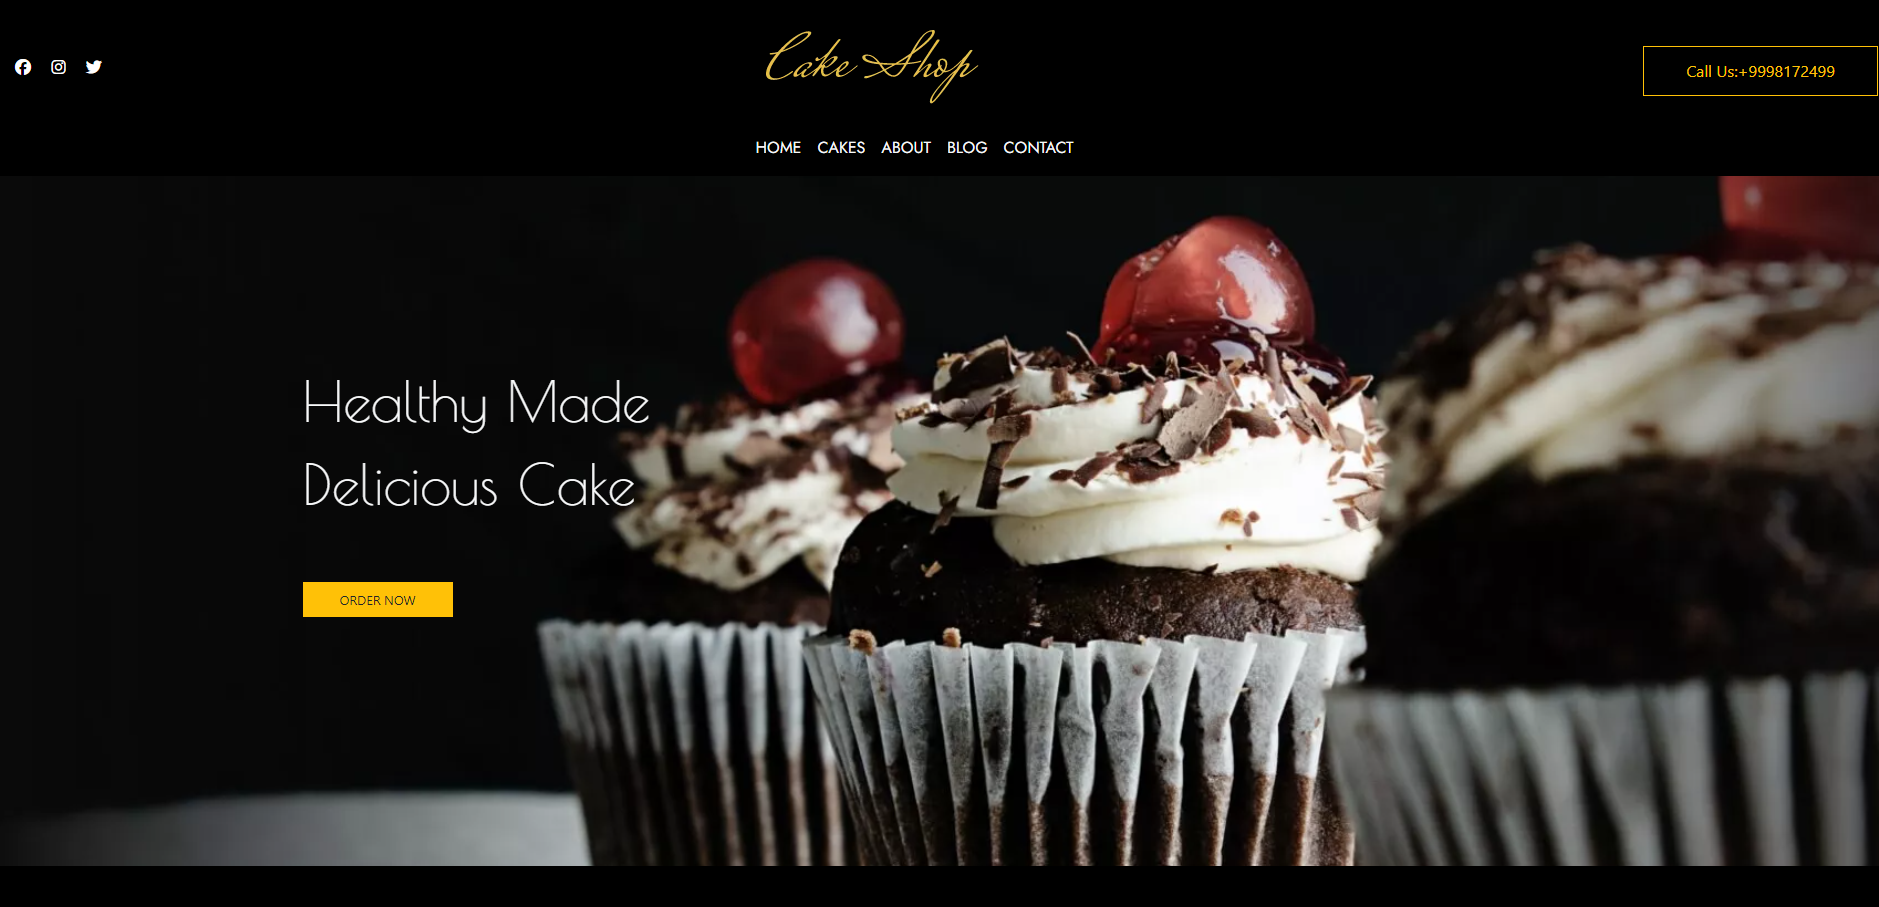 Cake Shop
Call Us:+9998172499
HOME CAKES ABOUT BLOG CONTACT
Healthy Made
Delicious Cake
ORDER NOW